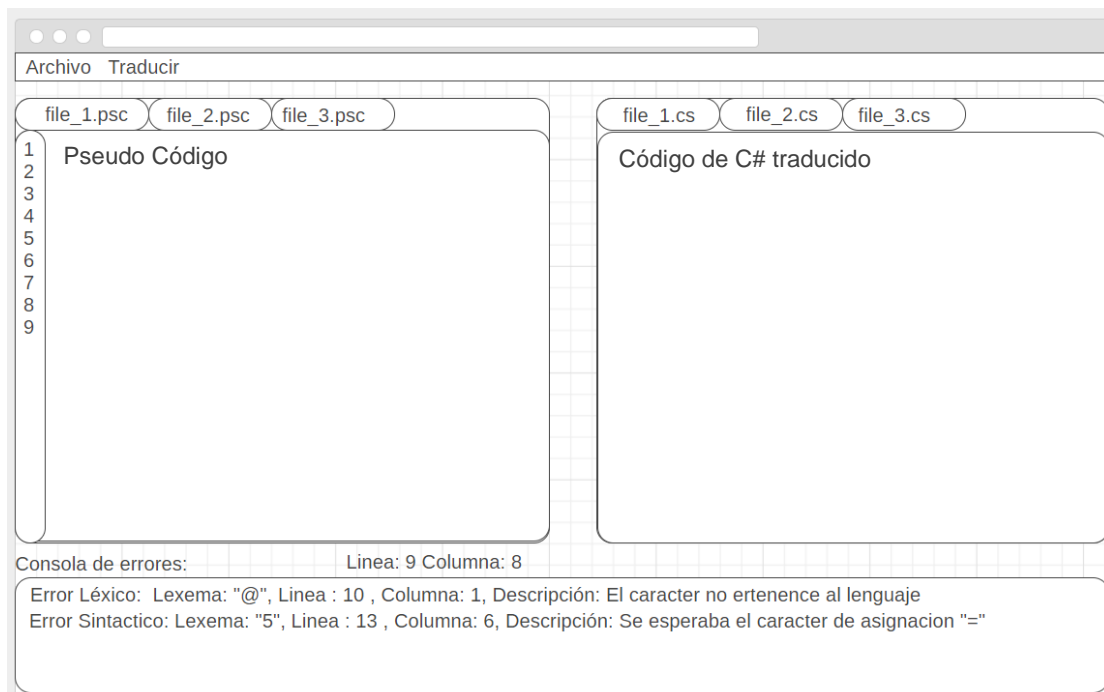 Archivo Traducir
file_1.psc file_2.psc file_3.psc
file_1.cs file_2.cs file_3.cs
1
2
3
4
5
6
7
8
9
Pseudo Código
Código de C# traducido
Consola de errores:
Linea: 9 Columna: 8
Error Léxico: Lexema: "@", Linea : 10 , Columna: 1, Descripción: El caracter no ertenence al lenguaje
Error Sintactico: Lexema: "5", Linea : 13 , Columna: 6, Descripción: Se esperaba el caracter de asignacion "="